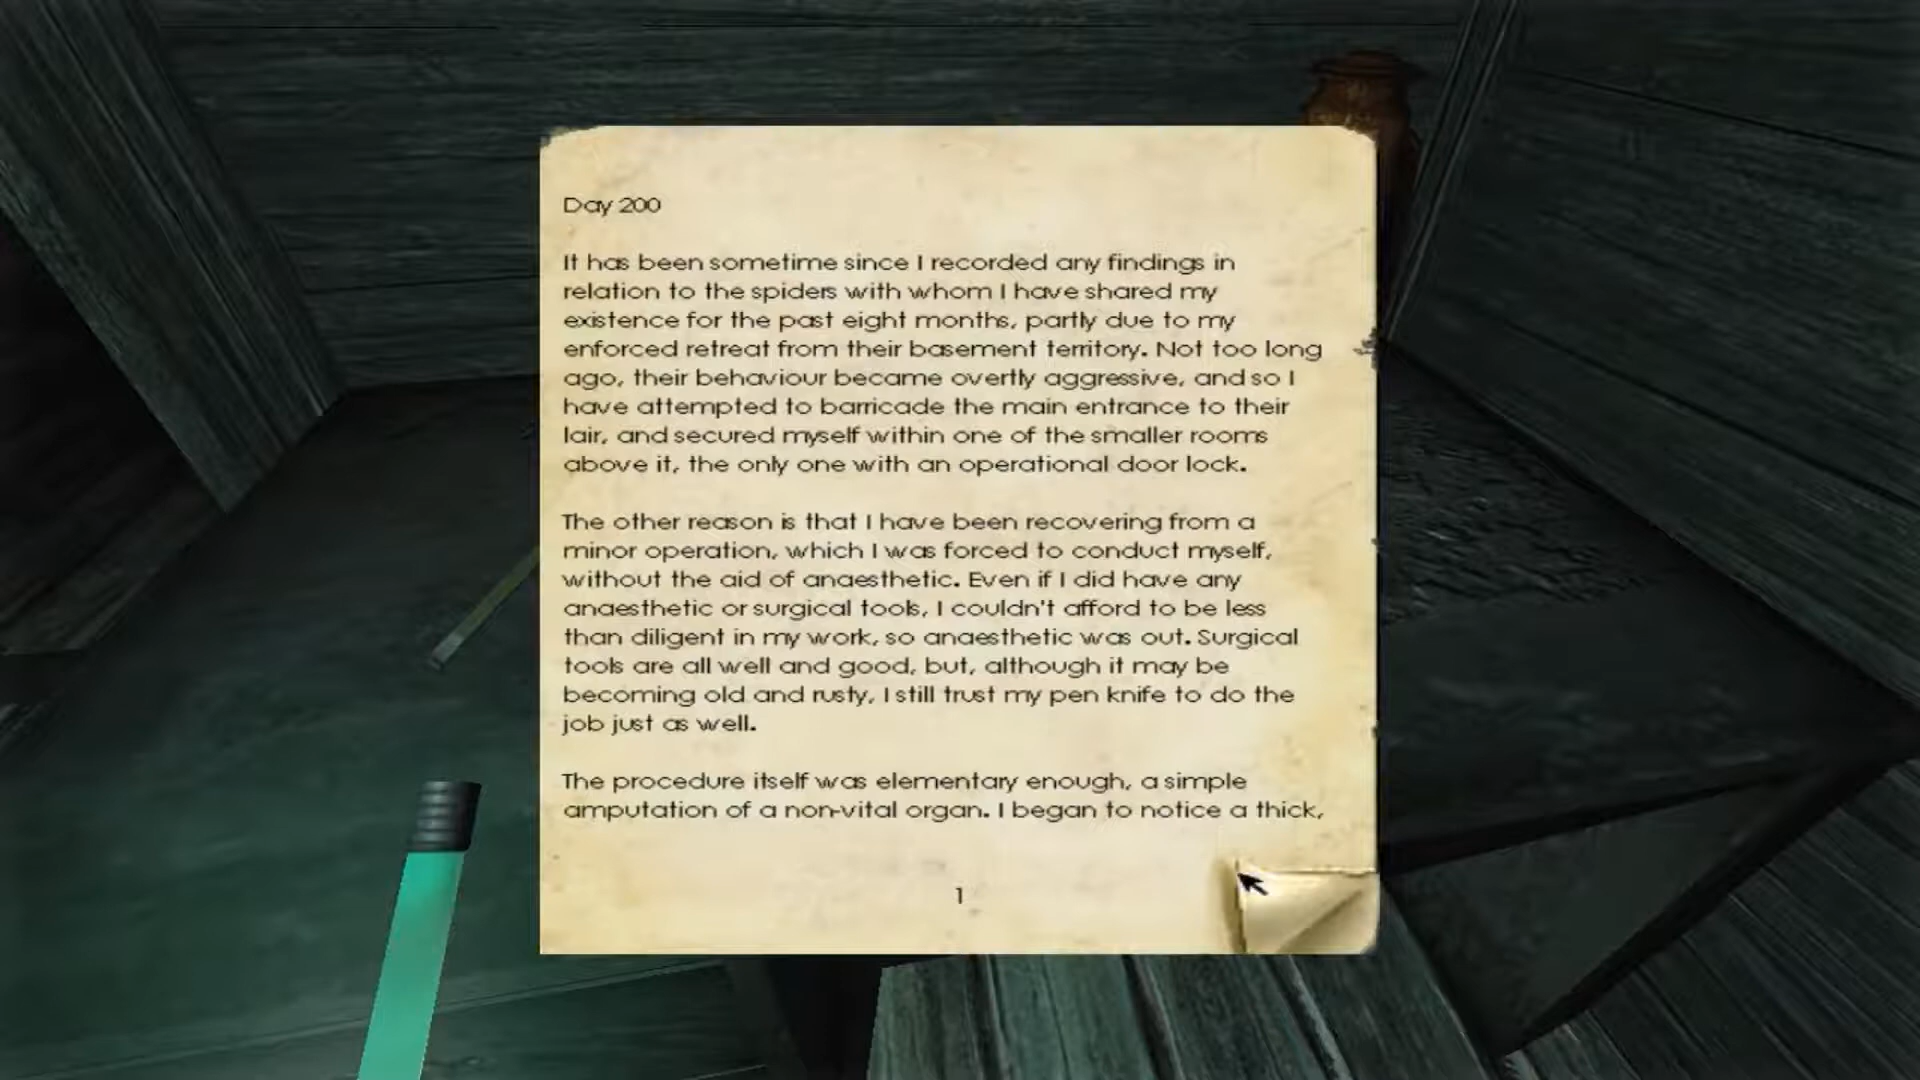 Day 200
It has been sometime since I recorded any findings in
relation to the spiders with whom I have shared my
existence for the past eight months, partly due to my
enforced retreat from their basement territory. Not too long
ago, their behaviour became overtly aggressive, and so I
have attempted to barricade the main entrance to their
lair, and secured myself within one of the smaller rooms
above it, the only one with an operational door lock.
The other reason is that I have been recovering from a
minor operation, which I was forced to conduct myself,
without the aid of anaesthetic. Even if I did have any
anaesthetic or surgical tools, I couldn't afford to be less
than diligent in my work, so anaesthetic was out. Surgical
tools are all well and good, but, although it may be
becoming old and rusty, I still trust my pen knife to do the
job just as well.
The procedure itself was elementary enough, a simple
amputation of a non-vital organ. I began to notice a thick,
1